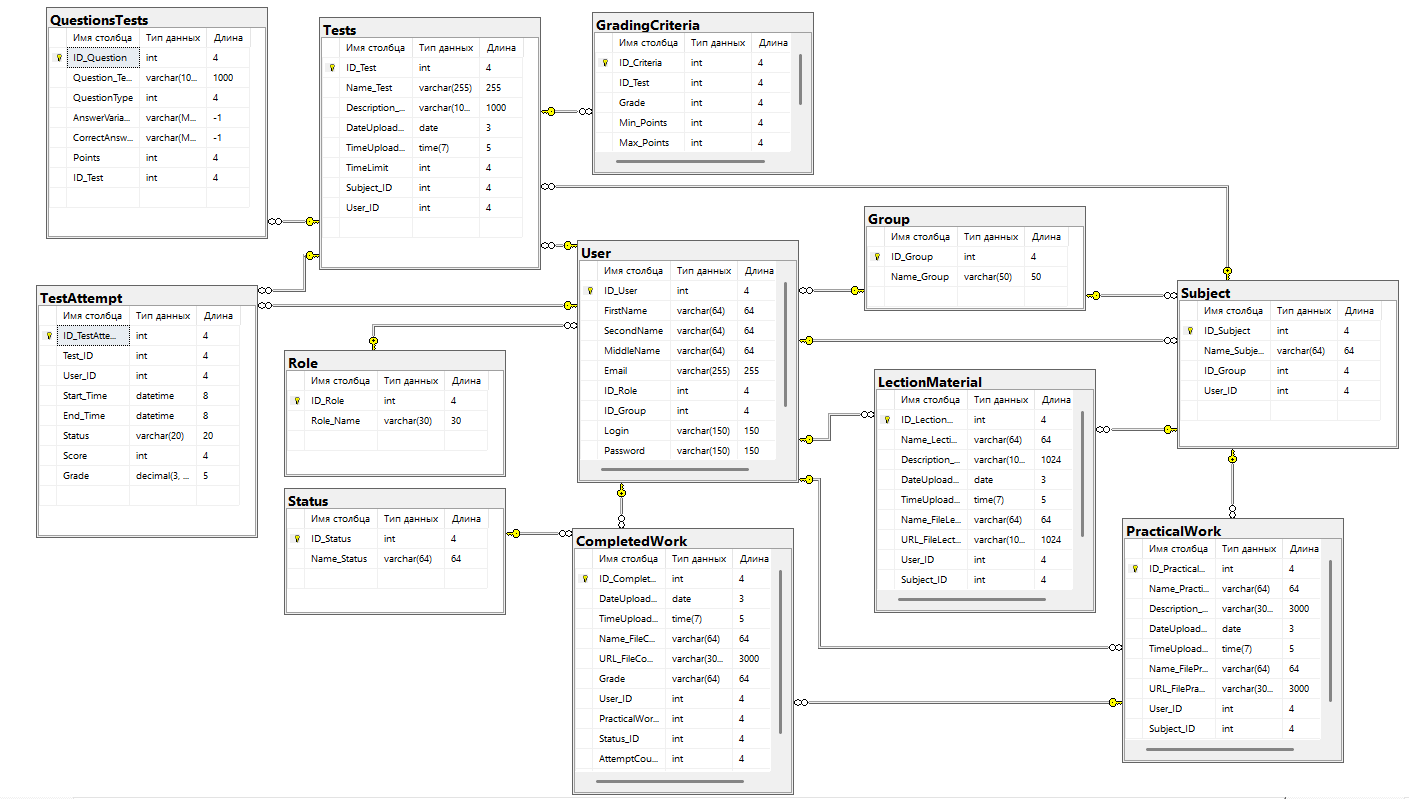 QuestionsTests
Имя столбца Тип данных Длина
ID_Question int 4
Question_Te... varchar(10... 1000
QuestionType int 4
AnswerVaria... varchar(M... -1
CorrectAnsw... varchar(M... -1
Points int 4
ID_Test int 4
Tests
Имя столбца Тип данных Длина
ID_Test int 4
Name_Test varchar(255) 255
Description_... varchar(10... 1000
DateUpload... date 3
TimeUpload... time(7) 5
TimeLimit int 4
Subject_ID int 4
User_ID int 4
GradingCriteria
Имя столбца Тип данных Длина
ID_Criteria int 4
ID_Test int 4
Grade int 4
Min_Points int 4
Max_Points int 4
Group
Имя столбца Тип данных Длина
ID_Group int 4
Name_Group varchar(50) 50
User
Имя столбца Тип данных Длина
ID_User int 4
FirstName varchar(64) 64
SecondName varchar(64) 64
MiddleName varchar(64) 64
Email varchar(255) 255
ID_Role int 4
ID_Group int 4
Login varchar(150) 150
Password varchar(150) 150
Subject
Имя столбца Тип данных Длина
ID_Subject int 4
Name_Subje... varchar(64) 64
ID_Group int 4
User_ID int 4
TestAttempt
Имя столбца Тип данных Длина
ID_TestAtte... int 4
Test_ID int 4
User_ID int 4
Start_Time datetime 8
End_Time datetime 8
Status varchar(20) 20
Score int 4
Grade decimal(3, ... 5
Role
Имя столбца Тип данных Длина
ID_Role int 4
Role_Name varchar(30) 30
LectionMaterial
Имя столбца Тип данных Длина
ID_Lection... int 4
Name_Lecti... varchar(64) 64
Description_... varchar(10... 1024
DateUpload... date 3
TimeUpload... time(7) 5
Name_FileLe... varchar(64) 64
URL_FileLect... varchar(10... 1024
User_ID int 4
Subject_ID int 4
Status
Имя столбца Тип данных Длина
ID_Status int 4
Name_Status varchar(64) 64
CompletedWork
Имя столбца Тип данных Длина
ID_Complet... int 4
DateUpload... date 3
TimeUpload... time(7) 5
Name_FileC... varchar(64) 64
URL_FileCo... varchar(30... 3000
Grade varchar(64) 64
User_ID int 4
PracticalWor... int 4
Status_ID int 4
AttemptCou... int 4
PracticalWork
Имя столбца Тип данных Длина
ID_Practical... int 4
Name_Practi... varchar(64) 64
Description_... varchar(30... 3000
DateUpload... date 3
TimeUpload... time(7) 5
Name_FilePr... varchar(64) 64
URL_FilePra... varchar(30... 3000
User_ID int 4
Subject_ID int 4